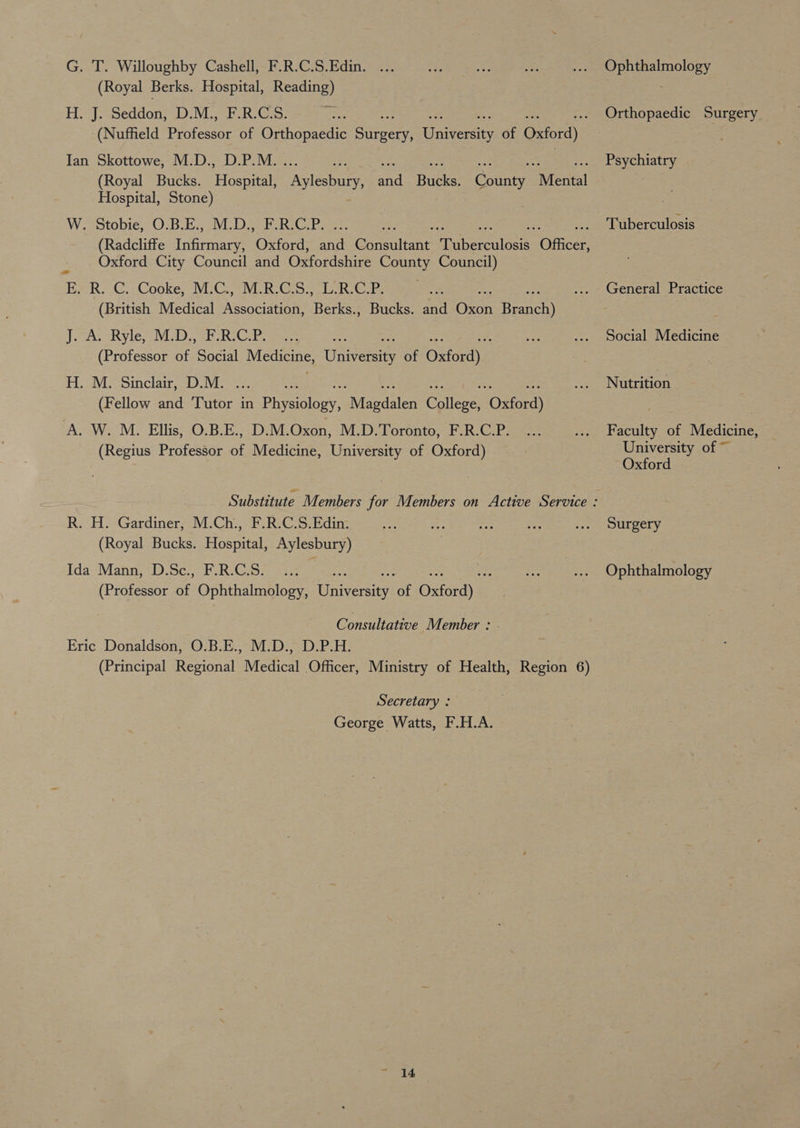 G. T. Willoughby Cashell, F.R.C.S.Edin. ... ... ... ... ... Ophthalmology
(Royal Berks. Hospital, Reading)
H. J. Seddon, D.M., F.R.C.S. ... ... ... ... ... ... Orthopaedic Surgery
(Nuffield Professor of Orthopaedic Surgery, University of Oxford)
Ian Skottowe, M.D., D.P.M. ... ... ... ... ... ... ... Psychiatry
(Royal Bucks. Hospital, Aylesbury, and Bucks. County Mental
Hospital, Stone)
W. Stobie, O.B.E., M.D., F.R.C.P. ... ... ... ... ... ... Tuberculosis
(Radcliffe Infirmary, Oxford, and Consultant Tuberculosis Officer,
Oxford City Council and Oxfordshire County Council)
E. R. C. Cooke, M.C., M.R.C.S., L.R.C.P. ... ... ... ... General Practice
(British Medical Association, Berks., Bucks. and Oxon Branch)
J. A. Ryle, M.D., F.R.C.P. ... ... ... ... ... ... ... Social Medicine
(Professor of Social Medicine, University of Oxford)
H. M. Sinclair, D.M. ... ... ... ... ... ... ... ... Nutrition
(Fellow and Tutor in Physiology, Magdalen College, Oxford)
A. W. M. Ellis, O.B.E., D.M.Oxon, M.D.Toronto, F.R.C.P. ... ... Faculty of Medicine,
(Regius Professor of Medicine, University of Oxford) University of
Oxford
Substitute Members for Members on Active Service :
R. H. Gardiner, M.Ch., F.R.C.S.Edin. ... ... ... ... ... Surgery
(Royal Bucks. Hospital, Aylesbury)
Ida Mann, D.Sc., F.R.C.S. ... ... ... ... ... ... ... Ophthalmology
(Professor of Ophthalmology, University of Oxford)
Consultative Member :
Eric Donaldson, O.B.E., M.D., D.P.H.
(Principal Regional Medical Officer, Ministry of Health, Region 6)
Secretary :
George Watts, F.H.A.
14